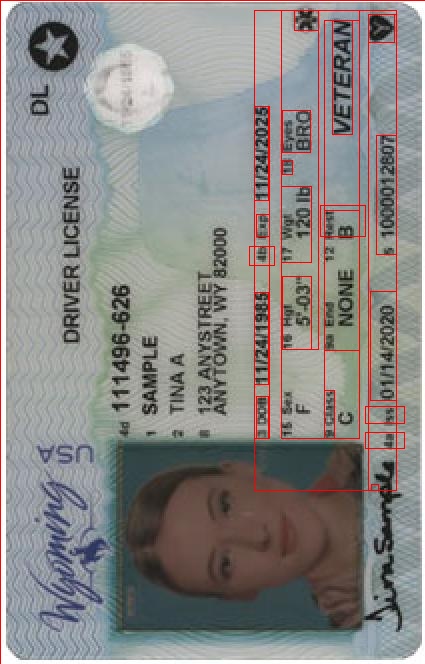 Wyoming USA
DRIVER LICENSE
DL
4d 111496-626
1 SAMPLE
2 TINA A
8 123 ANYSTREET
ANYTOWN, WY 82000
3 DOB 11/24/1985 4b Exp 11/24/2025
15 Sex 16 Hgt 17 Wgt 18 Eyes
F 5'-03" 120 lb BRO
9 Class 9a End 12 Rest
C NONE B VETERAN
4a Iss 01/14/2020 5 1000012807
Tina Sample